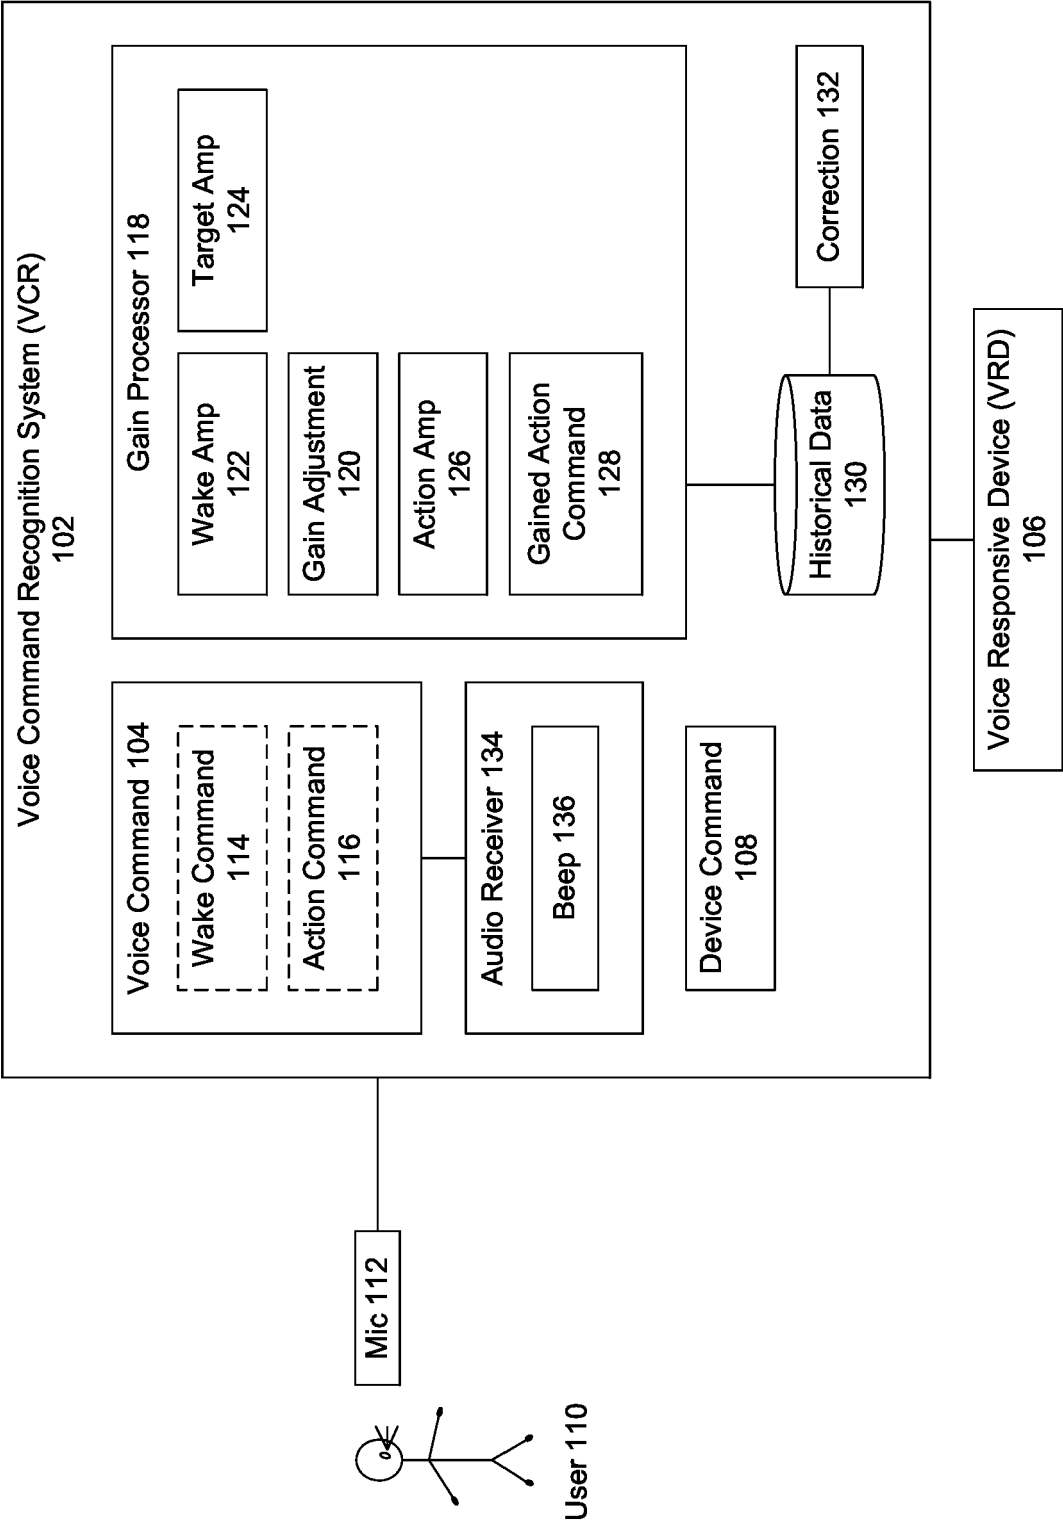 Voice Command Recognition System (VCR)
102
Voice Command 104
Wake Command
114
Action Command
116
Audio Receiver 134
Beep 136
Device Command
108
Gain Processor 118
Wake Amp
122
Target Amp
124
Gain Adjustment
120
Action Amp
126
Gained Action
Command
128
Historical Data
130
Correction 132
Mic 112
User 110
Voice Responsive Device (VRD)
106